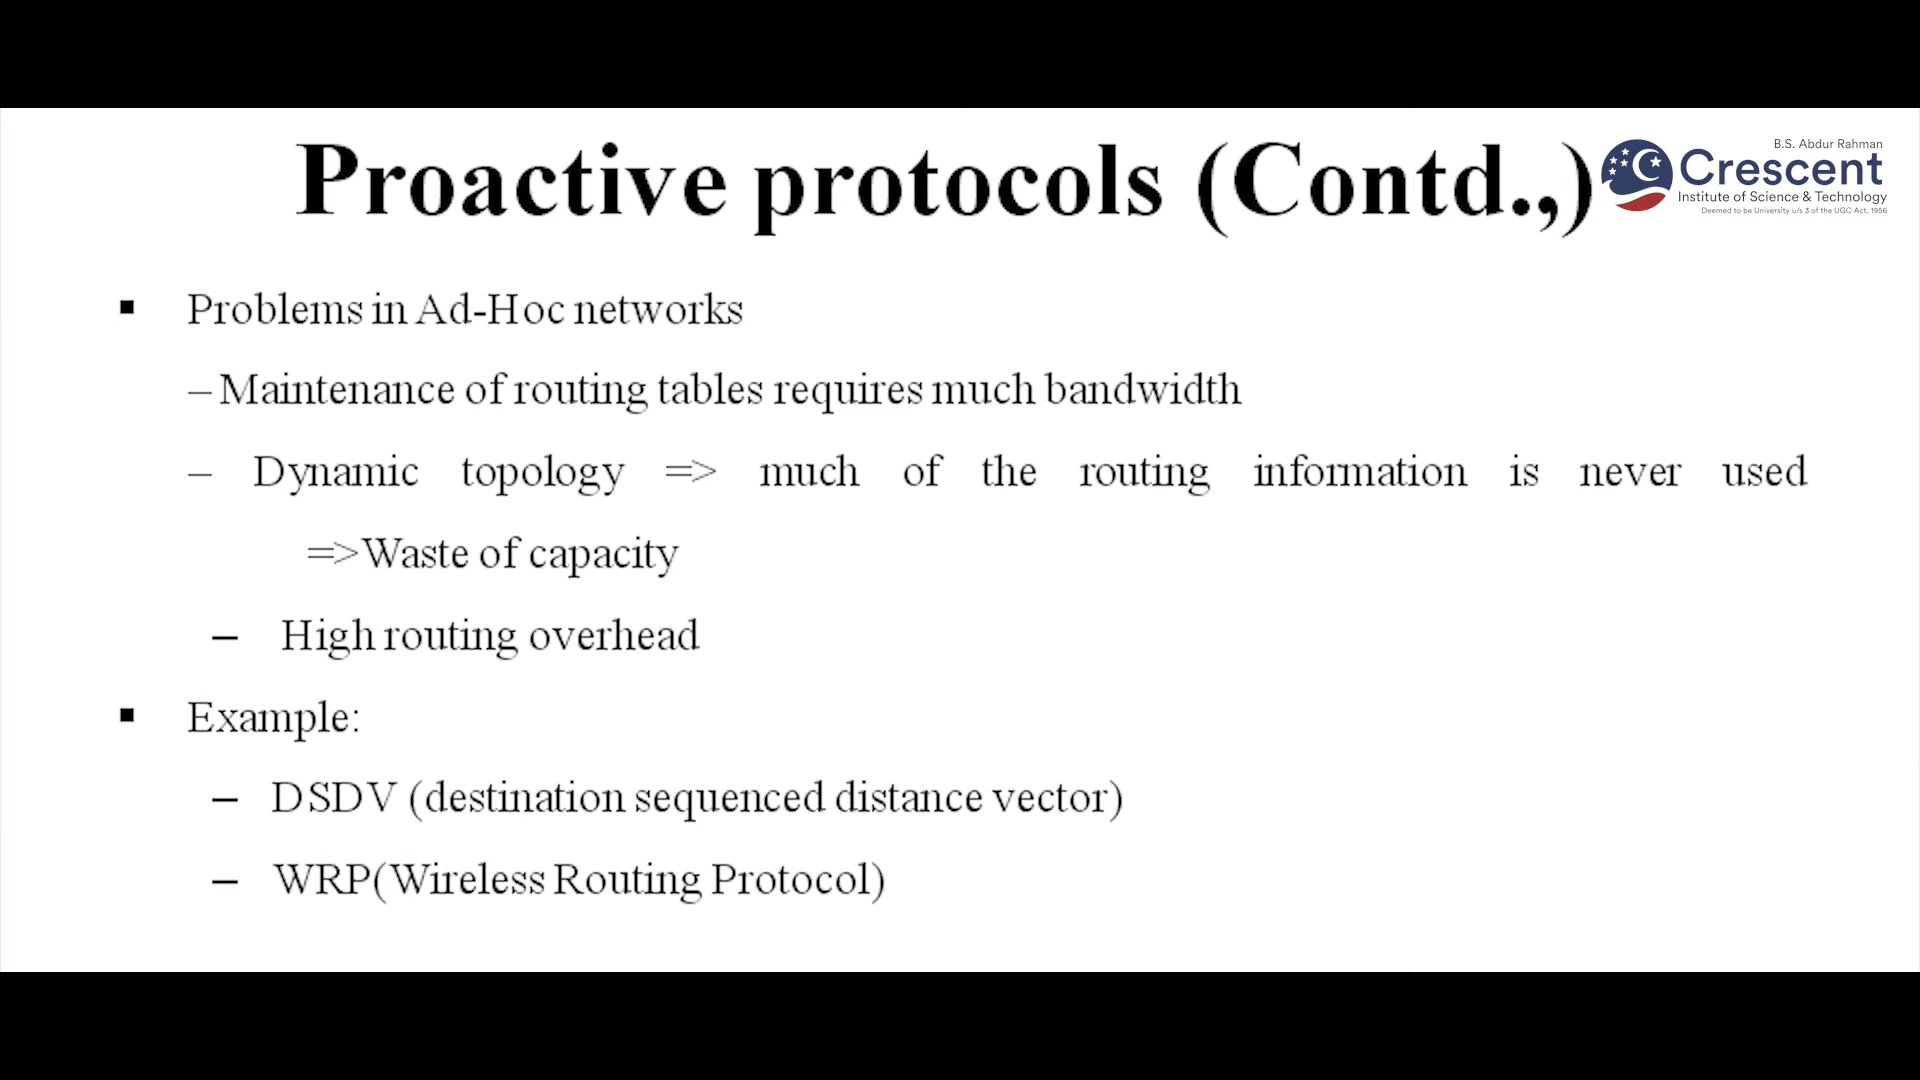 Proactive protocols (Contd.,)
B.S. Abdur Rahman
Crescent
Institute of Science & Technology
Deemed to be University u/s 3 of the UGC Act, 1956
▪ Problems in Ad-Hoc networks
– Maintenance of routing tables requires much bandwidth
– Dynamic topology => much of the routing information is never used
=>Waste of capacity
– High routing overhead
▪ Example:
– DSDV (destination sequenced distance vector)
– WRP(Wireless Routing Protocol)